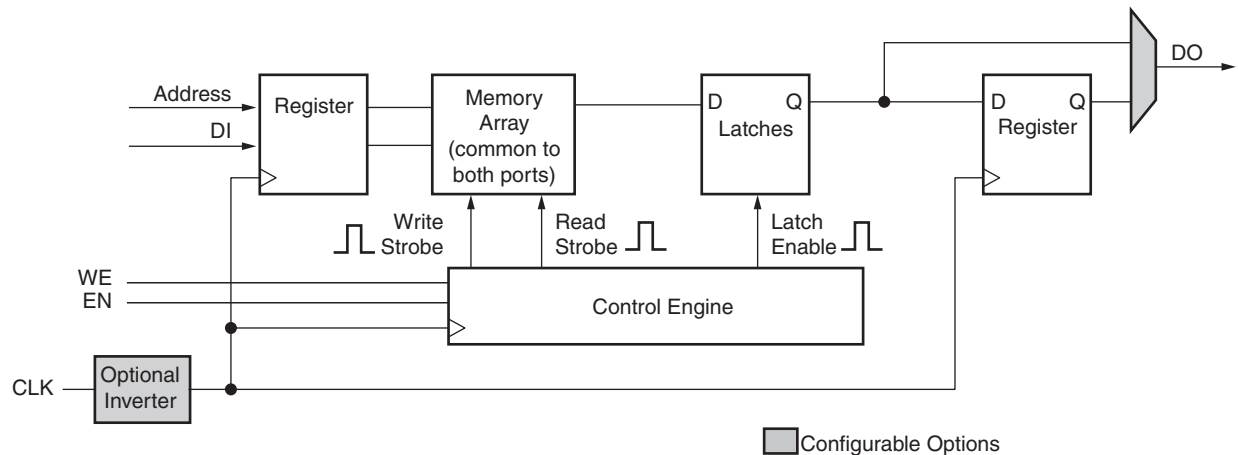 DO
Address
DI
Register
Memory
Array
(common to
both ports)
D Q
Latches
D Q
Register
Write
Strobe
Read
Strobe
Latch
Enable
WE
EN
Control Engine
CLK
Optional
Inverter
Configurable Options